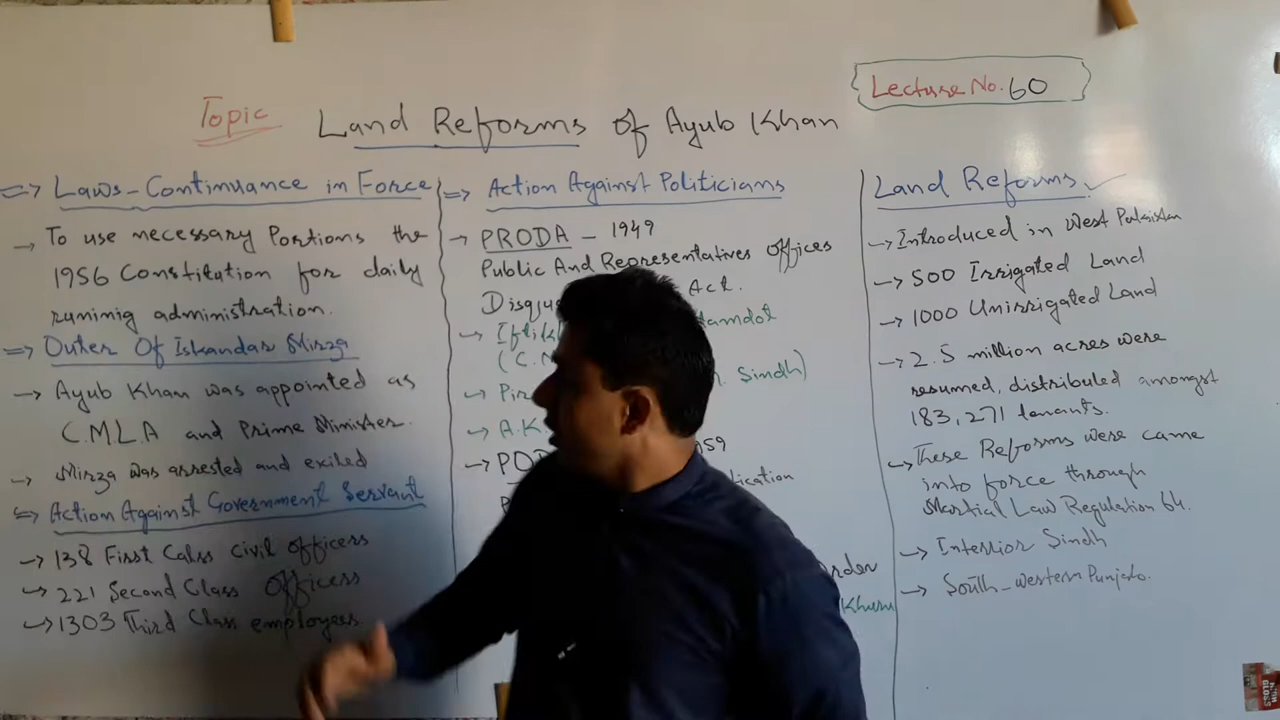 Lecture No. 60
Topic Land Reforms of Ayub Khan
=> Laws-Continuance in Force
→ To use necessary Portions the
1956 Constitution for daily
runinig administration.
=> Outer Of Iskandar Mirza
→ Ayub Khan was appointed as
C.M.L.A and Prime Minister.
→ Mirza was arrested and exiled
=> Action Against Government Servant
→ 138 First Calss Civil officers
→ 221 Second Class officers
→ 1303 Third Class employees
=> Action Against Politicians
→ PRODA - 1949
Public And Representatives Offices
Act.
→
→
Sindh)
→ A.K.
→
Land Reforms ✓
→ Introduced in West Pakistan
→ 500 Irrigated Land
→ 1000 Unirrigated Land
→ 2.5 million acres were
resumed, distributed amongst
183,271 tenants.
→ These Reforms were came
into force through
Martial Law Regulation 64.
→ Interior Sindh
→ South-western Punjab.